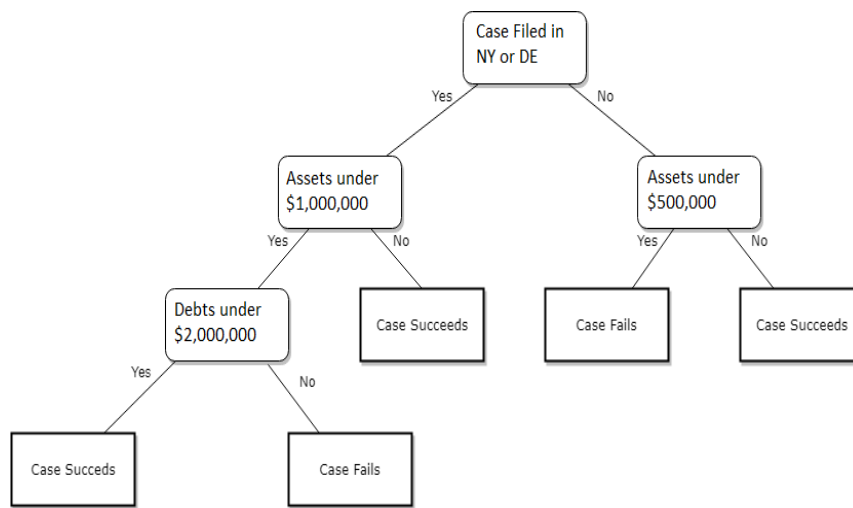 Case Filed in
NY or DE
Yes
No
Assets under
$1,000,000
Assets under
$500,000
Yes
No
Yes
No
Debts under
$2,000,000
Case Succeeds
Case Fails
Case Succeeds
Yes
No
Case Succeds
Case Fails